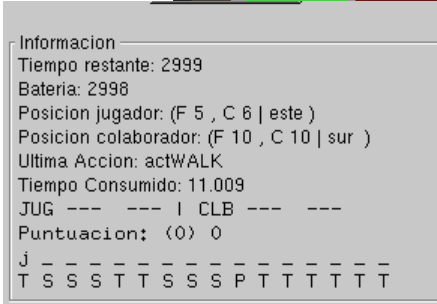 Informacion
Tiempo restante: 2999
Bateria: 2998
Posicion jugador: (F 5 , C 6 | este )
Posicion colaborador: (F 10 , C 10 | sur  )
Ultima Accion: actWALK
Tiempo Consumido: 11.009
JUG ---  --- | CLB ---  ---
Puntuacion: (0) 0
j _ _ _ _ _ _ _ _ _ _ _ _ _ _ _
T S S S T T S S S P T T T T T T